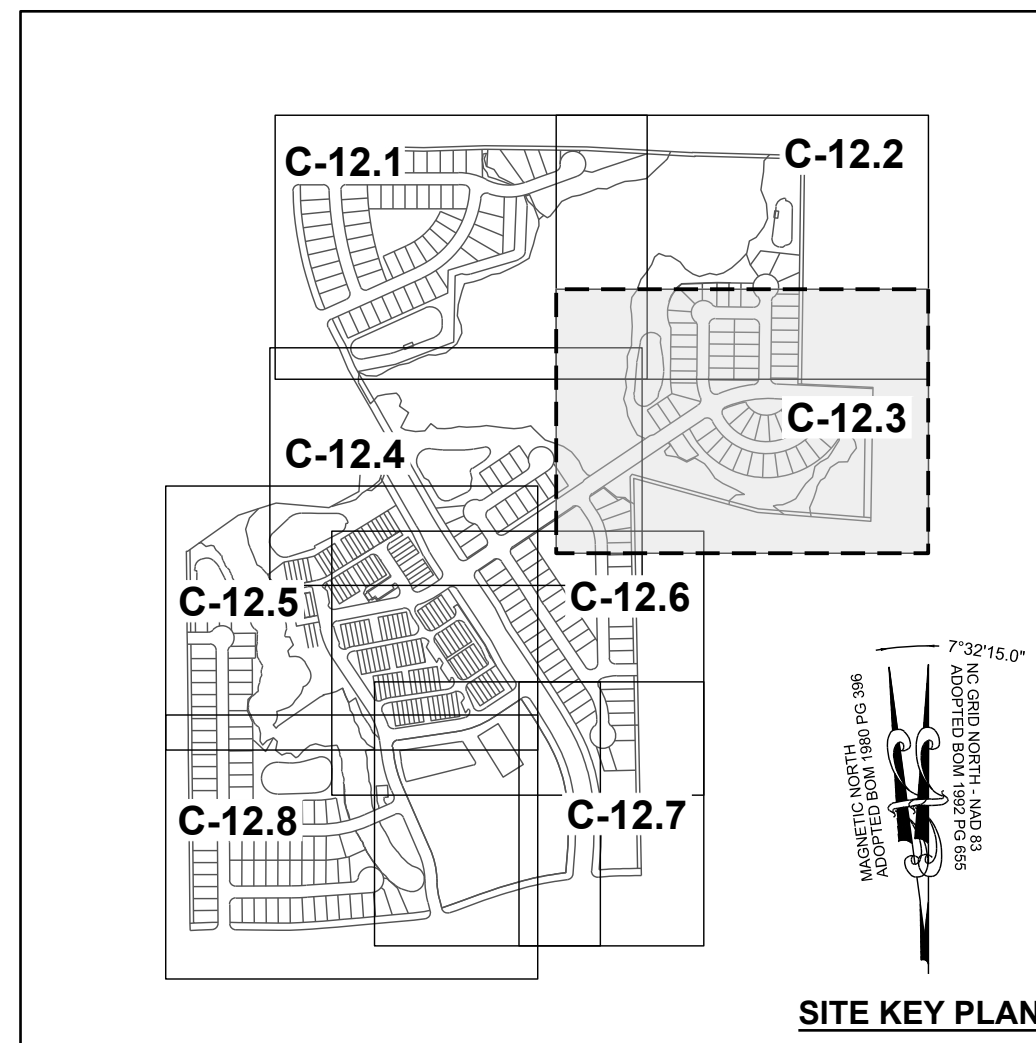 C-12.1
C-12.2
C-12.3
C-12.4
C-12.5
C-12.6
C-12.7
C-12.8
7°32'15.0"
MAGNETIC NORTH
ADOPTED BOM 1980 PG 396
NC GRID NORTH - NAD 83
ADOPTED BOM 1992 PG 655
SITE KEY PLAN